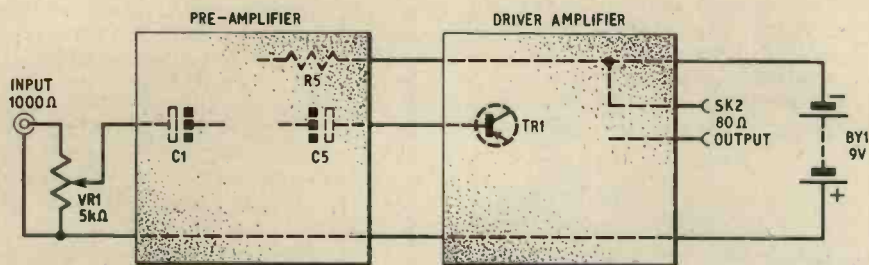 PRE-AMPLIFIER
DRIVER AMPLIFIER
INPUT
1000Ω
R5
C1
C5
TR1
SK2
80Ω
OUTPUT
BY1
9V
VR1
5kΩ